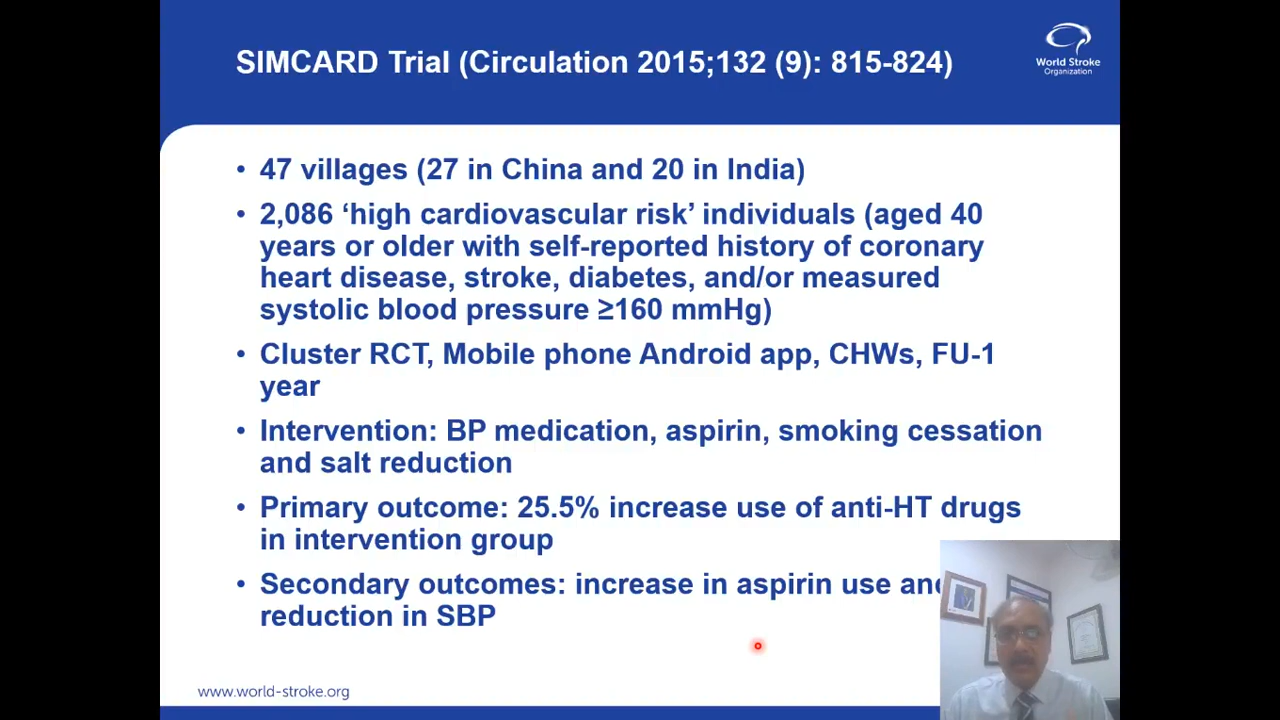 SIMCARD Trial (Circulation 2015;132 (9): 815-824)
World Stroke
Organization
• 47 villages (27 in China and 20 in India)
• 2,086 ‘high cardiovascular risk’ individuals (aged 40
years or older with self-reported history of coronary
heart disease, stroke, diabetes, and/or measured
systolic blood pressure ≥160 mmHg)
• Cluster RCT, Mobile phone Android app, CHWs, FU-1
year
• Intervention: BP medication, aspirin, smoking cessation
and salt reduction
• Primary outcome: 25.5% increase use of anti-HT drugs
in intervention group
• Secondary outcomes: increase in aspirin use
reduction in SBP
www.world-stroke.org